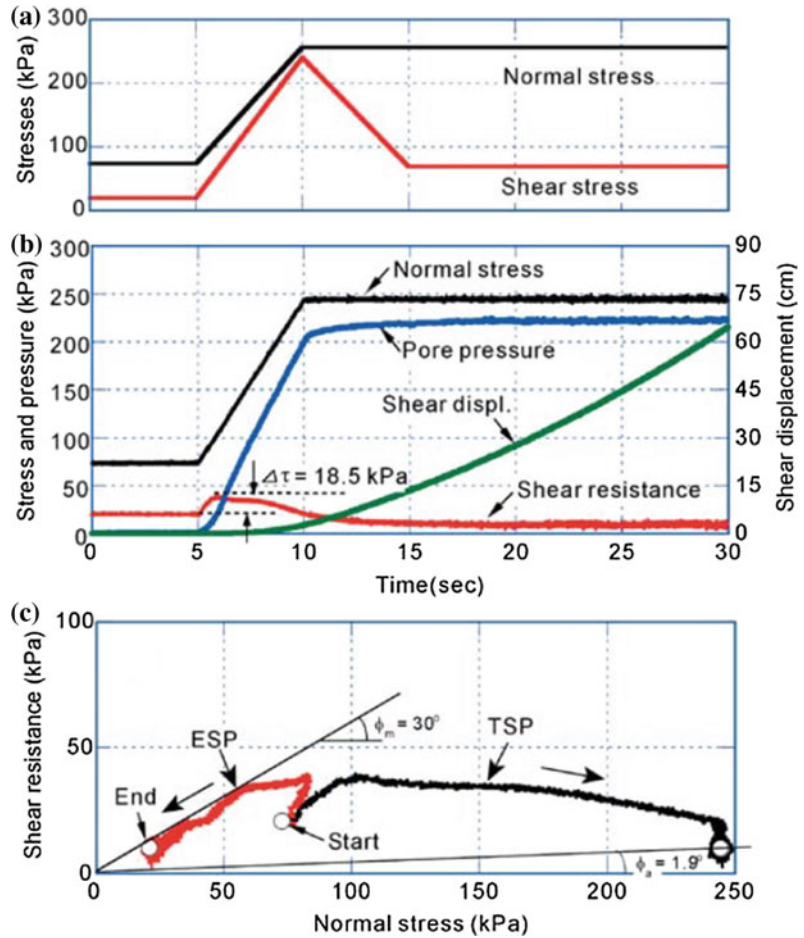 (a)
300
200
100
0
Stresses (kPa)
Normal stress
Shear stress
(b)
300
250
200
150
100
50
0
Stress and pressure (kPa)
Normal stress
Pore pressure
Shear displ.
Δτ = 18.5 kPa
Shear resistance
90
75
60
45
30
15
0
Shear displacement (cm)
0 5 10 15 20 25 30
Time(sec)
(c)
100
50
0
Shear resistance (kPa)
ESP
End
Start
TSP
ϕm = 30°
ϕa = 1.9°
0 50 100 150 200 250
Normal stress (kPa)